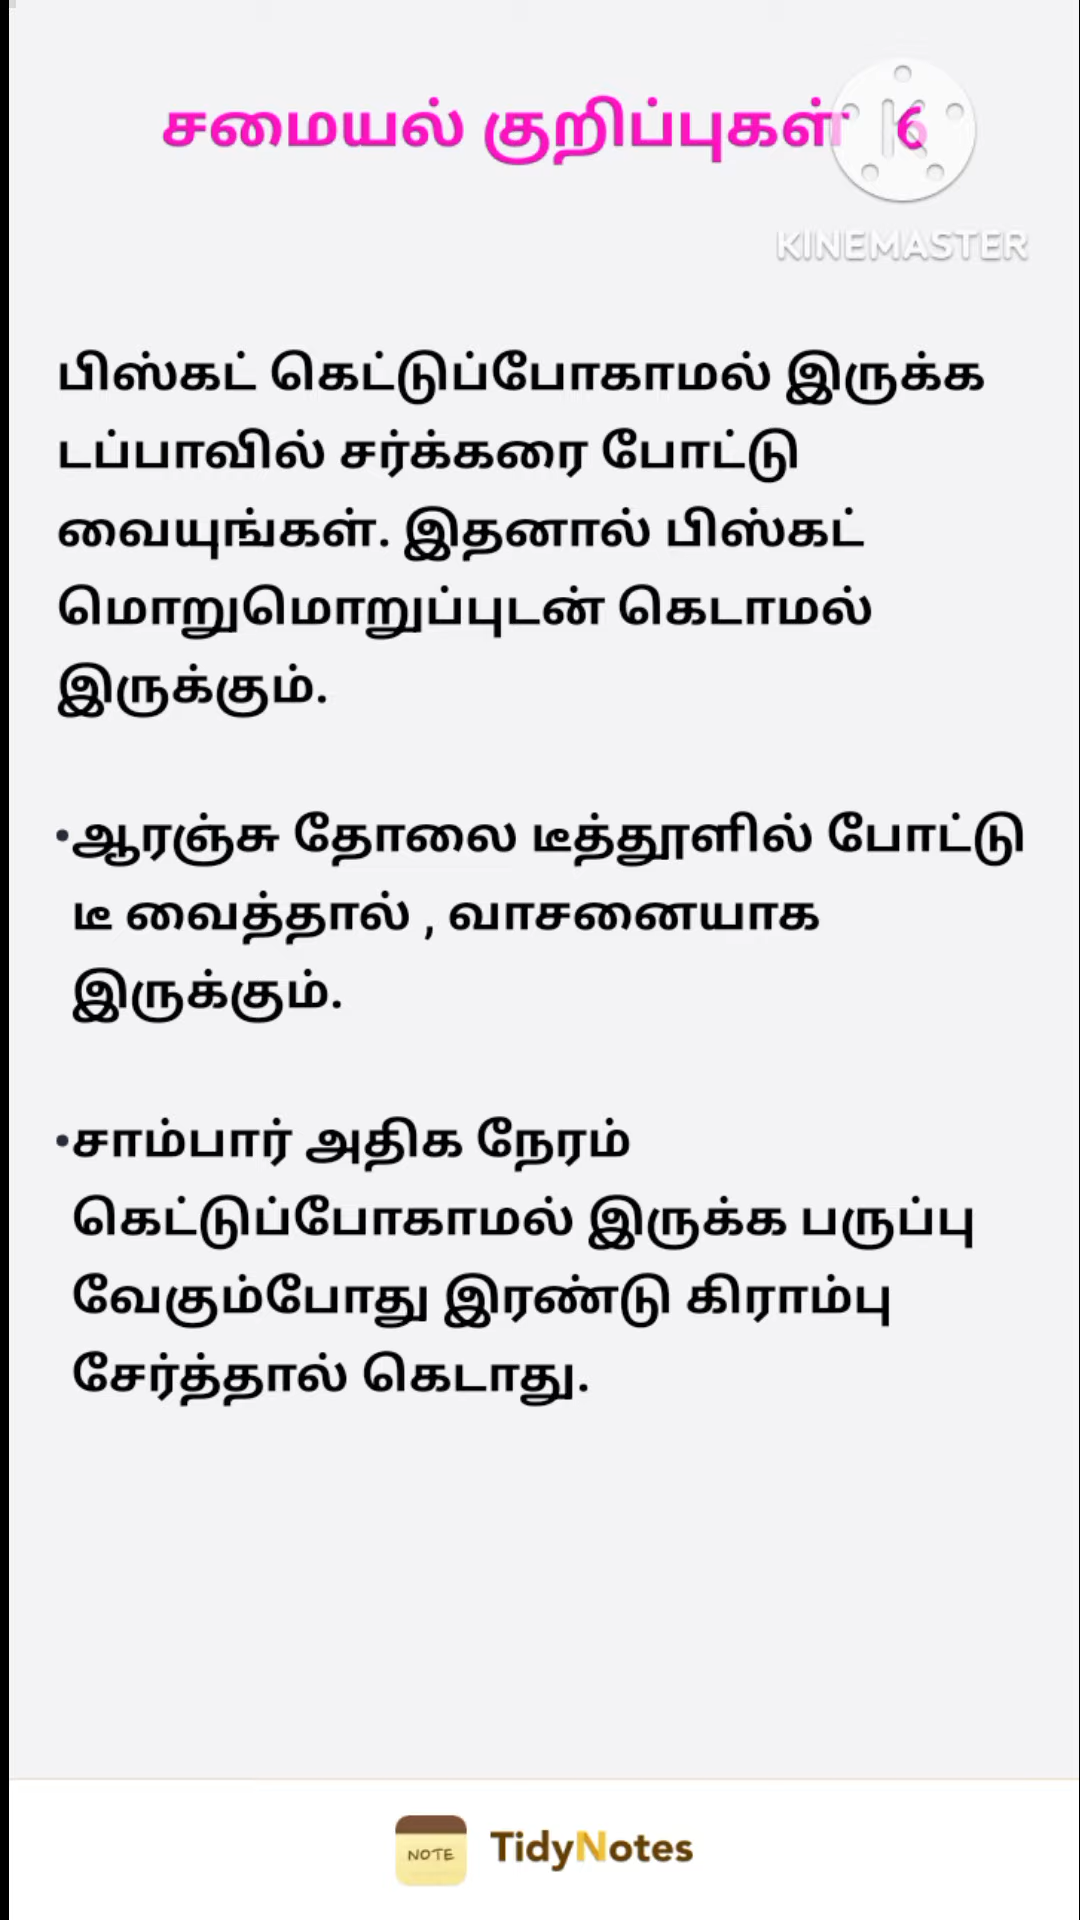 சமையல் குறிப்புகள் 6
KINEMASTER
பிஸ்கட் கெட்டுப்போகாமல் இருக்க
டப்பாவில் சர்க்கரை போட்டு
வையுங்கள். இதனால் பிஸ்கட்
மொறுமொறுப்புடன் கெடாமல்
இருக்கும்.
•ஆரஞ்சு தோலை டீத்தூளில் போட்டு
டீ வைத்தால் , வாசனையாக
இருக்கும்.
•சாம்பார் அதிக நேரம்
கெட்டுப்போகாமல் இருக்க பருப்பு
வேகும்போது இரண்டு கிராம்பு
சேர்த்தால் கெடாது.
NOTE TidyNotes